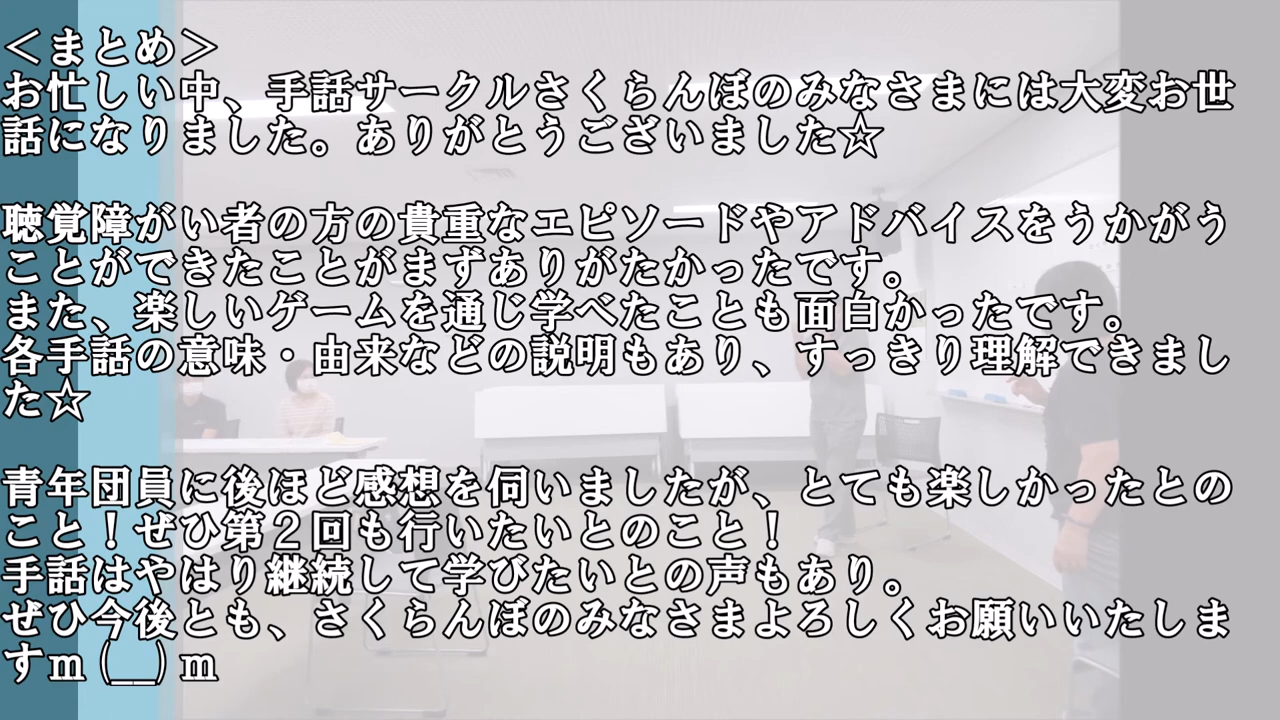 ＜まとめ＞
お忙しい中、手話サークルさくらんぼのみなさまには大変お世
話になりました。ありがとうございました☆
聴覚障がい者の方の貴重なエピソードやアドバイスをうかがう
ことができたことがまずありがたかったです。
また、楽しいゲームを通じ学べたことも面白かったです。
各手話の意味・由来などの説明もあり、すっきり理解できまし
た☆
青年団員に後ほど感想を伺いましたが、とても楽しかったとの
こと！ぜひ第２回も行いたいとのこと！
手話はやはり継続して学びたいとの声もあり。
ぜひ今後とも、さくらんぼのみなさまよろしくお願いいたしま
すｍ（＿）ｍ